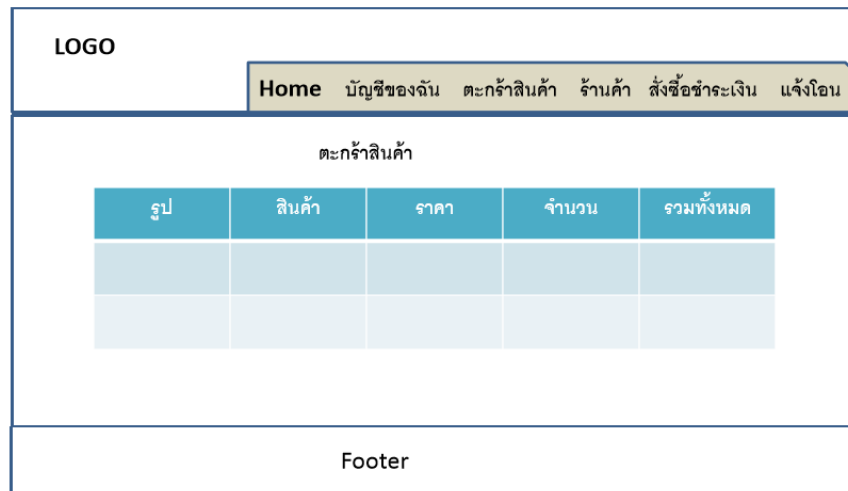 LOGO
Home บัญชีของฉัน ตะกร้าสินค้า ร้านค้า สั่งซื้อชำระเงิน แจ้งโอน
ตะกร้าสินค้า
รูป สินค้า ราคา จำนวน รวมทั้งหมด
Footer